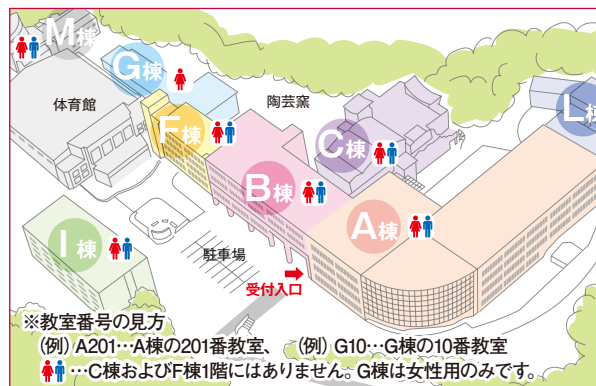 M棟
G棟
体育館
陶芸窯
F棟
C棟
L棟
B棟
A棟
I棟
駐車場
受付入口
※教室番号の見方
(例) A201…A棟の201番教室、 (例) G10…G棟の10番教室
…C棟およびF棟1階にはありません。G棟は女性用のみです。